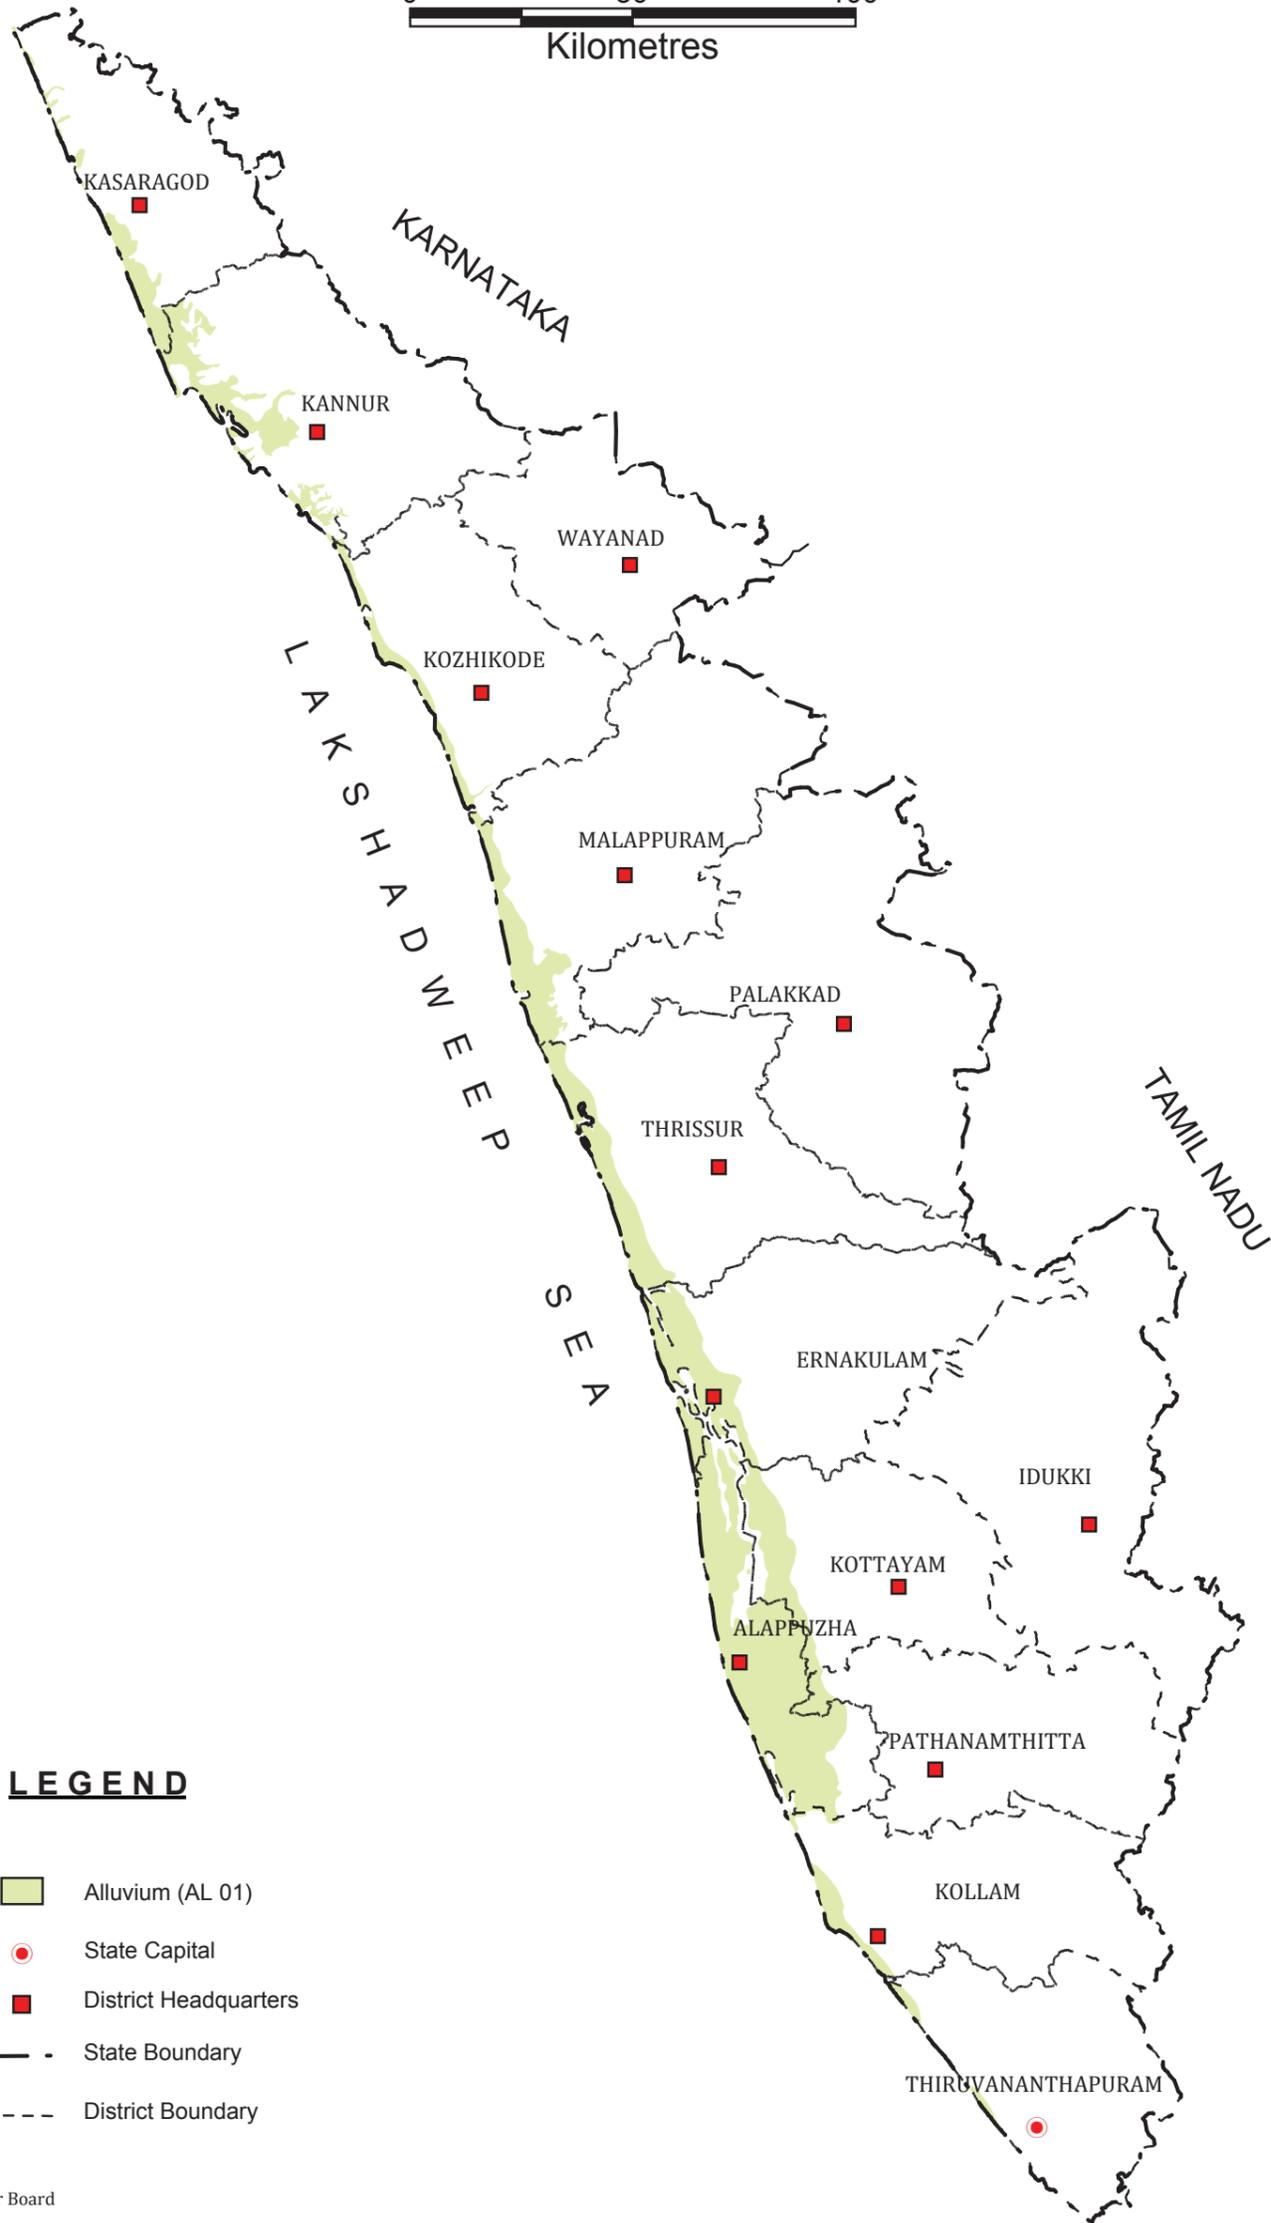 Kilometres
KASARAGOD
KARNATAKA
KANNUR
WAYANAD
KOZHIKODE
LAKSHADWEEP SEA
MALAPPURAM
PALAKKAD
TAMIL NADU
THRISSUR
ERNAKULAM
IDUKKI
KOTTAYAM
ALAPPUZHA
PATHANAMTHITTA
KOLLAM
THIRUVANANTHAPURAM
LEGEND
Alluvium (AL 01)
State Capital
District Headquarters
State Boundary
District Boundary
Board